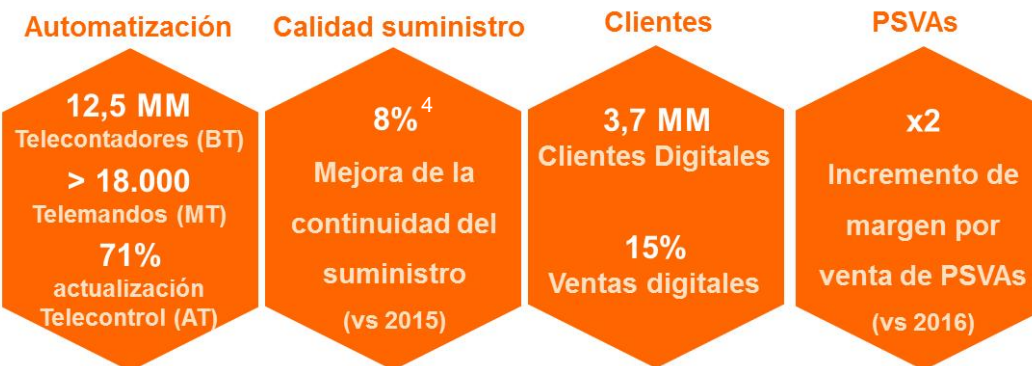 Automatización
12,5 MM
Telecontadores (BT)
> 18.000
Telemandos (MT)
71%
actualización
Telecontrol (AT)
Calidad suministro
8% 4
Mejora de la
continuidad del
suministro
(vs 2015)
Clientes
3,7 MM
Clientes Digitales
15%
Ventas digitales
PSVAs
x2
Incremento de
margen por
venta de PSVAs
(vs 2016)